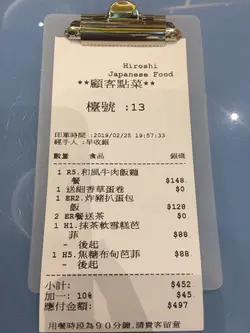 Hiroshi
Japanese Food
**顧客點菜**
檯號 :13
印單時間 :2019/02/25 19:57:33
經手人 :早收銀
數量 食品 銀碼
1 R5.和風牛肉飯雞
餐 $148.
1 送細香草蛋卷 $0
1 ER2.炸豬扒蛋包
飯 $128
2 ER餐送茶 $0
1 H1.抹茶軟雪糕芭
菲 $88.
- 後起
1 H5.焦糖布甸芭菲 $88.
- 後起
小計: $452
加一: 10% $45
應付金額: $497
用餐時段為90分鐘,請貴客留意